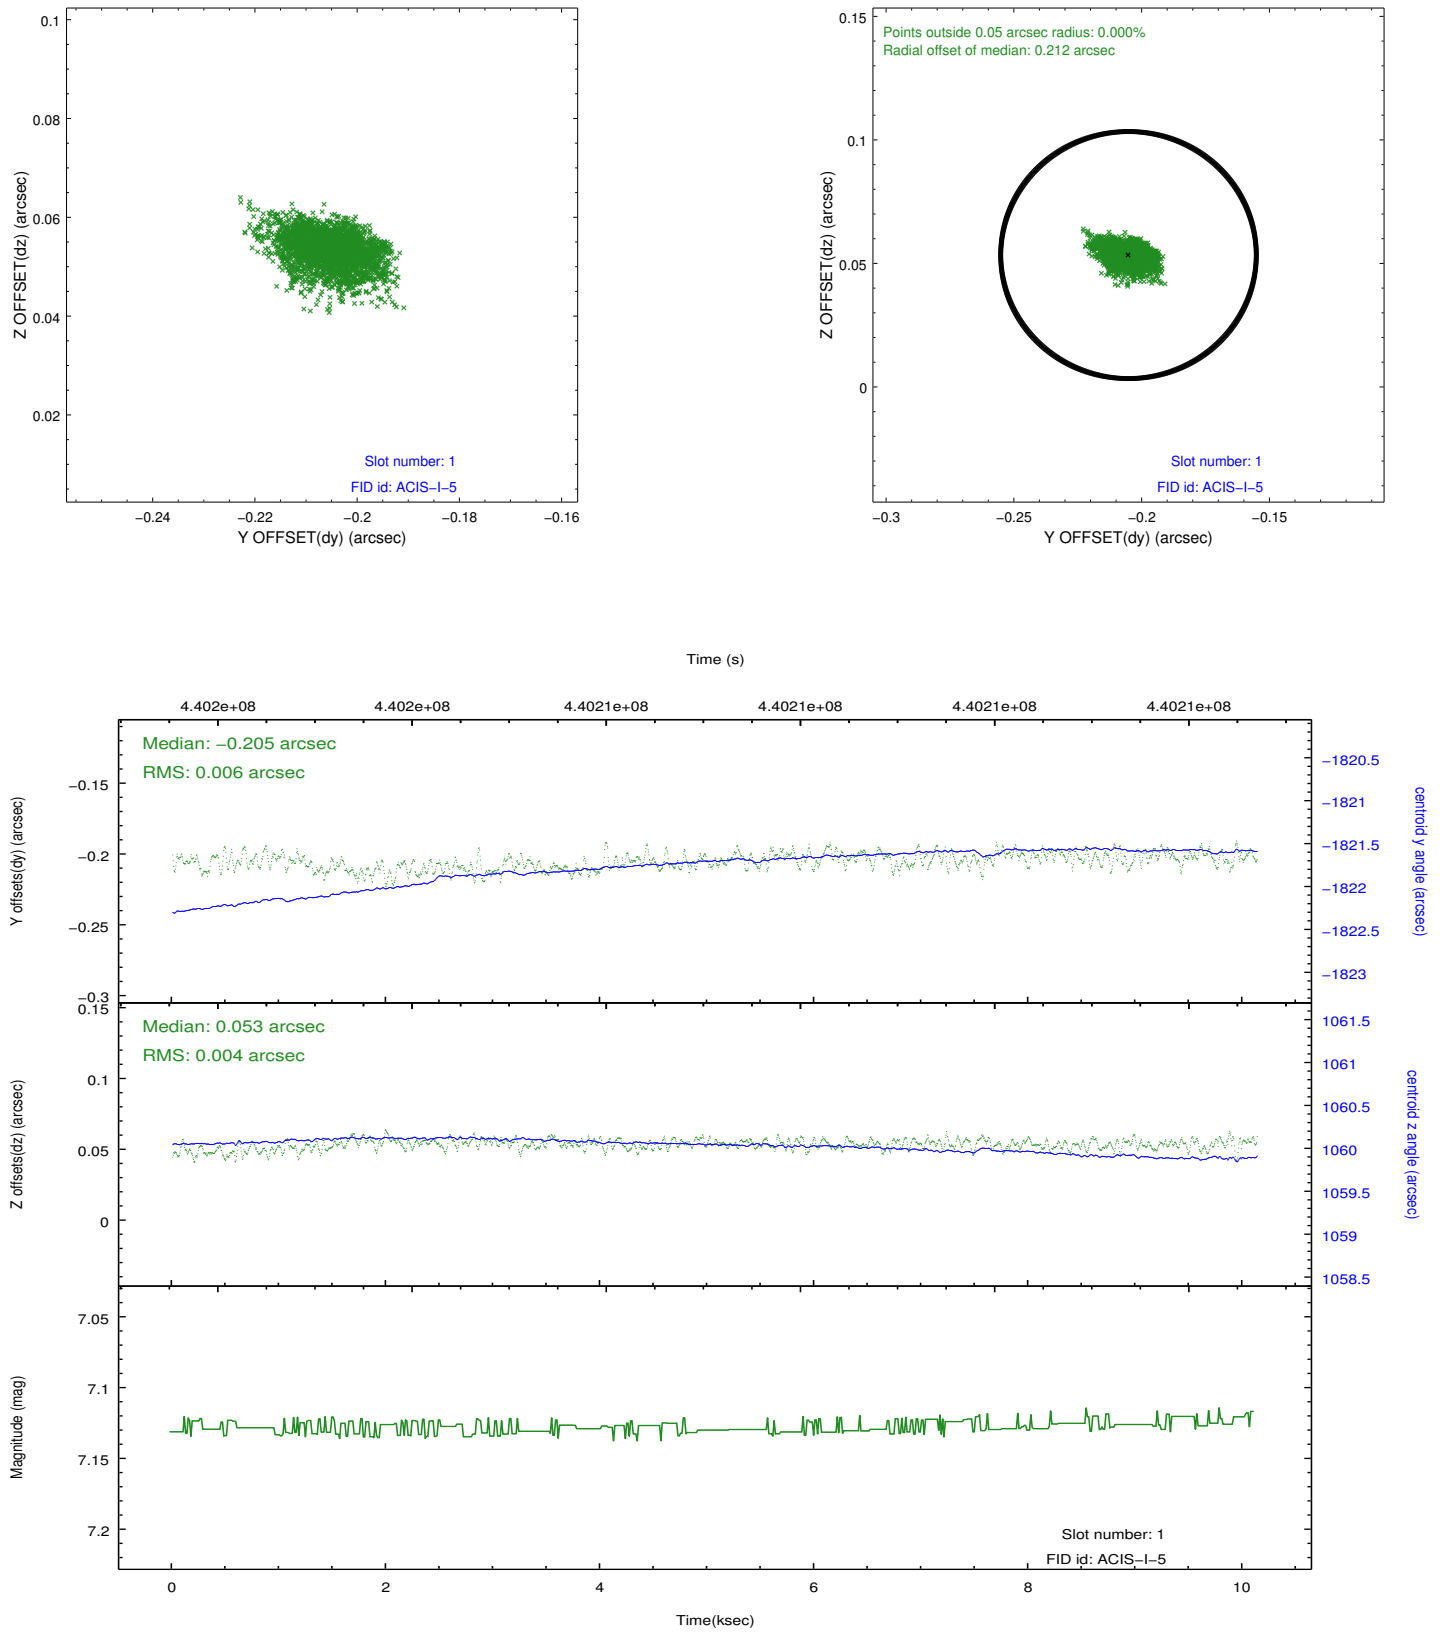 0.1
0.08
0.06
0.04
0.02
Z OFFSET(dz) (arcsec)
Slot number: 1
FID id: ACIS−I−5
−0.24 −0.22 −0.2 −0.18 −0.16
Y OFFSET(dy) (arcsec)
Points outside 0.05 arcsec radius: 0.000%
Radial offset of median: 0.212 arcsec
0.15
0.1
0.05
0
Z OFFSET(dz) (arcsec)
Slot number: 1
FID id: ACIS−I−5
−0.3 −0.25 −0.2 −0.15
Y OFFSET(dy) (arcsec)
Time (s)
4.402e+08 4.402e+08 4.4021e+08 4.4021e+08 4.4021e+08 4.4021e+08
Median: −0.205 arcsec
RMS: 0.006 arcsec
−0.15
−0.2
−0.25
−0.3
Y offsets(dy) (arcsec)
−1820.5
−1821
−1821.5
−1822
−1822.5
−1823
centroid y angle (arcsec)
Median: 0.053 arcsec
RMS: 0.004 arcsec
0.15
0.1
0.05
0
Z offsets(dz) (arcsec)
1061.5
1061
1060.5
1060
1059.5
1059
1058.5
centroid z angle (arcsec)
7.05
7.1
7.15
7.2
Magnitude (mag)
Slot number: 1
FID id: ACIS−I−5
0 2 4 6 8 10
Time(ksec)